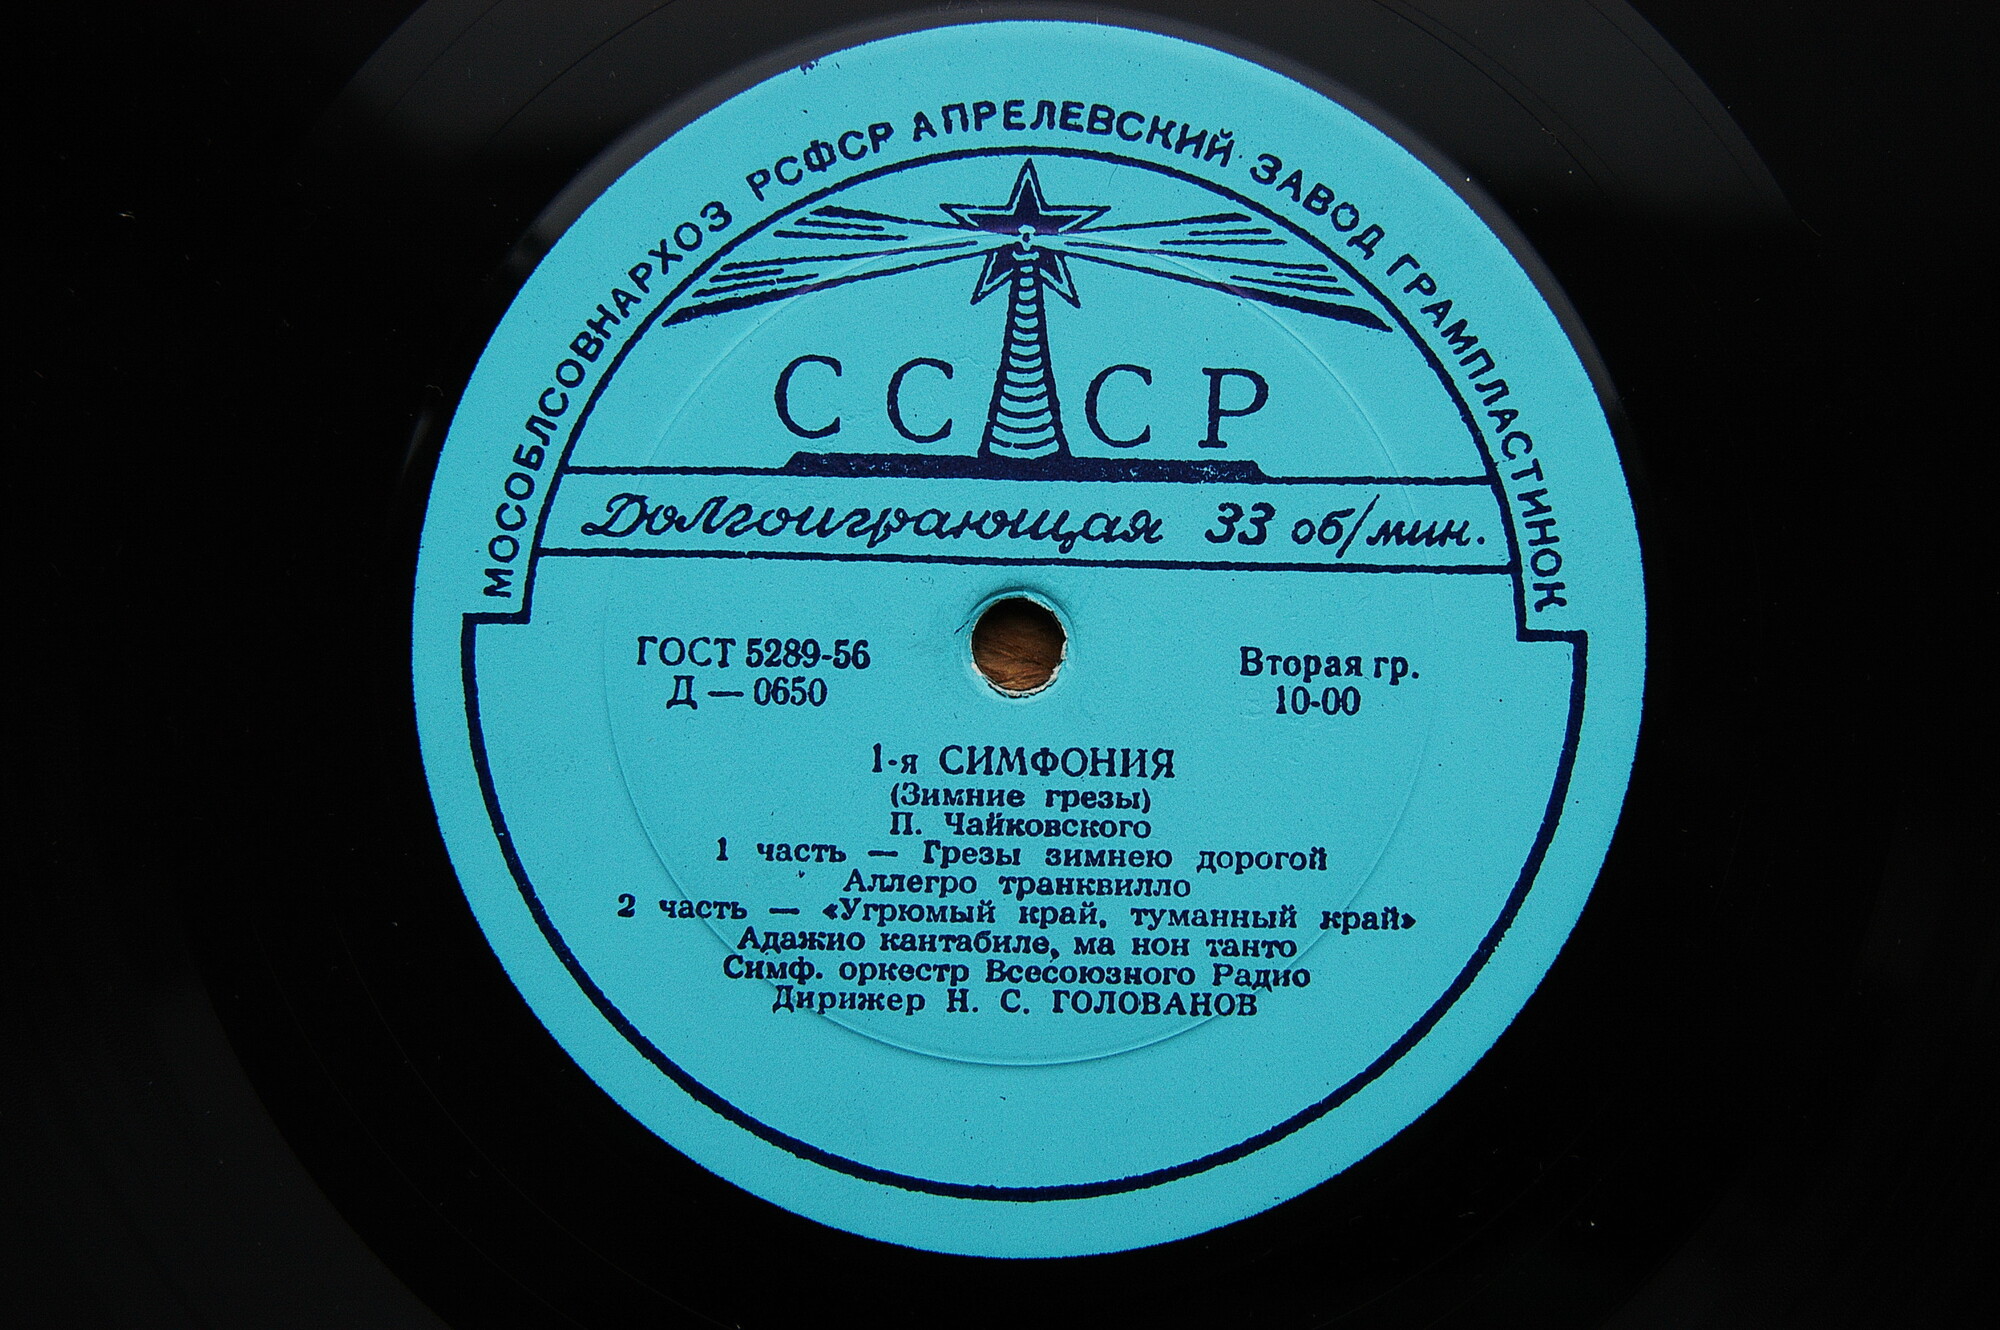 МОСОБЛСОВНАРХОЗ РСФСР АПРЕЛЕВСКИЙ ЗАВОД ГРАМПЛАСТИНОК
СССР
Долгоиграющая 33 об/мин.
ГОСТ 5289-56
Д — 0650
Вторая гр.
10-00
1-я СИМФОНИЯ
(Зимние грезы)
П. Чайковского
1 часть — Грезы зимнею дорогой
Аллегро транквилло
2 часть — «Угрюмый край, туманный край»
Адажио кантабиле, ма нон танто
Симф. оркестр Всесоюзного Радио
Дирижер Н. С. ГОЛОВАНОВ